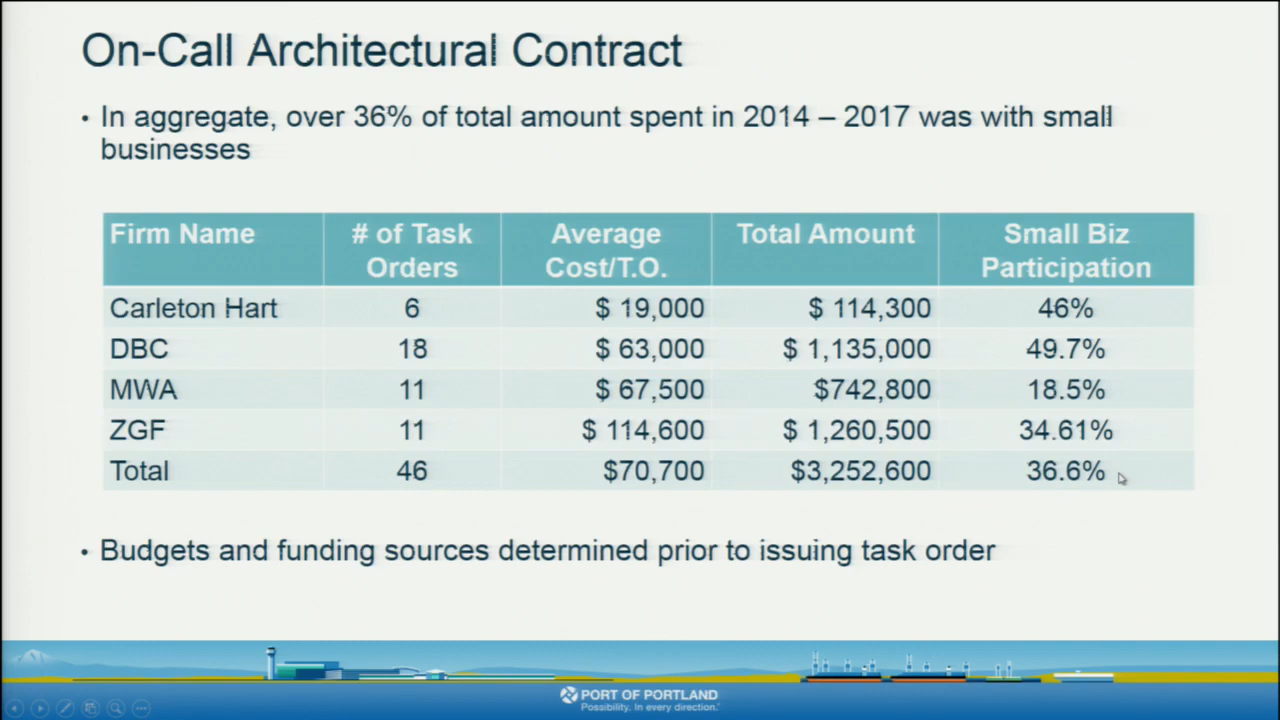 On-Call Architectural Contract
• In aggregate, over 36% of total amount spent in 2014 – 2017 was with small
businesses
Firm Name # of Task Orders Average Cost/T.O. Total Amount Small Biz Participation
Carleton Hart 6 $ 19,000 $ 114,300 46%
DBC 18 $ 63,000 $ 1,135,000 49.7%
MWA 11 $ 67,500 $742,800 18.5%
ZGF 11 $ 114,600 $ 1,260,500 34.61%
Total 46 $70,700 $3,252,600 36.6%
• Budgets and funding sources determined prior to issuing task order
PORT OF PORTLAND
Possibility. In every direction.™